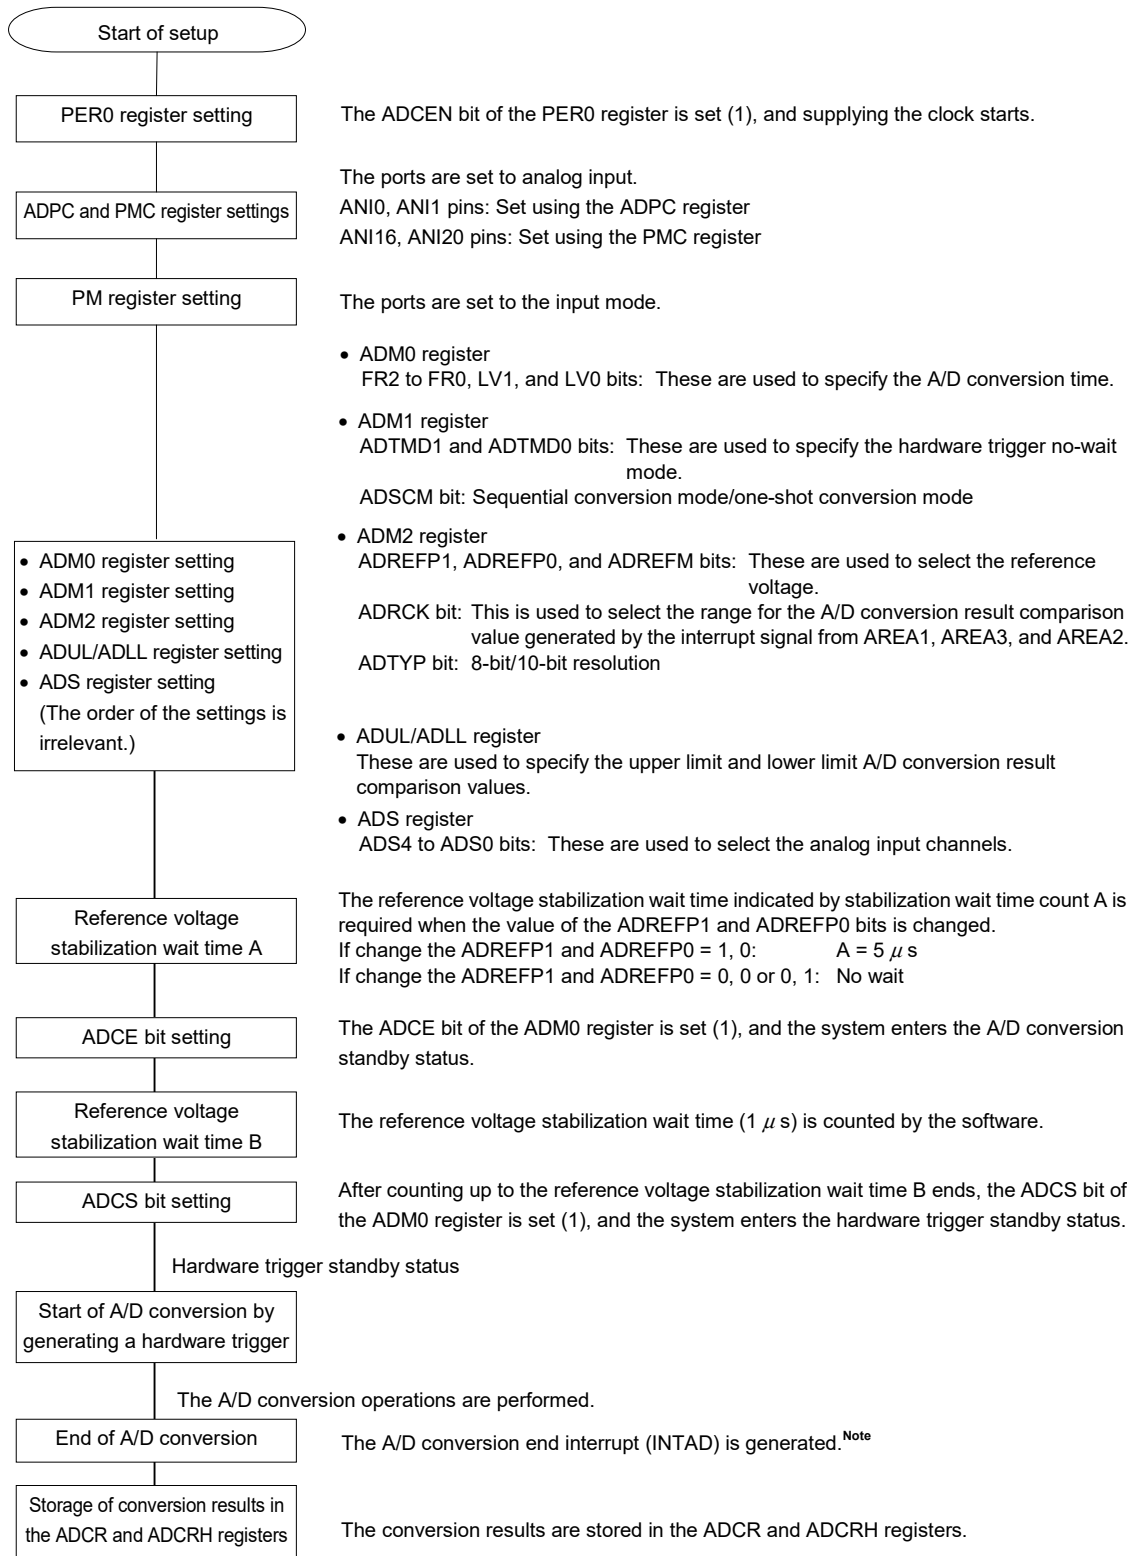 Start of setup
PER0 register setting
The ADCEN bit of the PER0 register is set (1), and supplying the clock starts.
The ports are set to analog input.
ADPC and PMC register settings
ANI0, ANI1 pins: Set using the ADPC register
ANI16, ANI20 pins: Set using the PMC register
PM register setting
The ports are set to the input mode.
• ADM0 register
FR2 to FR0, LV1, and LV0 bits: These are used to specify the A/D conversion time.
• ADM1 register
ADTMD1 and ADTMD0 bits: These are used to specify the hardware trigger no-wait
mode.
ADSCM bit: Sequential conversion mode/one-shot conversion mode
• ADM2 register
ADREFP1, ADREFP0, and ADREFM bits: These are used to select the reference
voltage.
ADRCK bit: This is used to select the range for the A/D conversion result comparison
value generated by the interrupt signal from AREA1, AREA3, and AREA2.
ADTYP bit: 8-bit/10-bit resolution
• ADM0 register setting
• ADM1 register setting
• ADM2 register setting
• ADUL/ADLL register setting
• ADS register setting
(The order of the settings is
irrelevant.)
• ADUL/ADLL register
These are used to specify the upper limit and lower limit A/D conversion result
comparison values.
• ADS register
ADS4 to ADS0 bits: These are used to select the analog input channels.
Reference voltage
stabilization wait time A
The reference voltage stabilization wait time indicated by stabilization wait time count A is
required when the value of the ADREFP1 and ADREFP0 bits is changed.
If change the ADREFP1 and ADREFP0 = 1, 0: A = 5 μ s
If change the ADREFP1 and ADREFP0 = 0, 0 or 0, 1: No wait
ADCE bit setting
The ADCE bit of the ADM0 register is set (1), and the system enters the A/D conversion
standby status.
Reference voltage
stabilization wait time B
The reference voltage stabilization wait time (1 μ s) is counted by the software.
ADCS bit setting
After counting up to the reference voltage stabilization wait time B ends, the ADCS bit of
the ADM0 register is set (1), and the system enters the hardware trigger standby status.
Hardware trigger standby status
Start of A/D conversion by
generating a hardware trigger
The A/D conversion operations are performed.
End of A/D conversion
The A/D conversion end interrupt (INTAD) is generated.Note
Storage of conversion results in
the ADCR and ADCRH registers
The conversion results are stored in the ADCR and ADCRH registers.